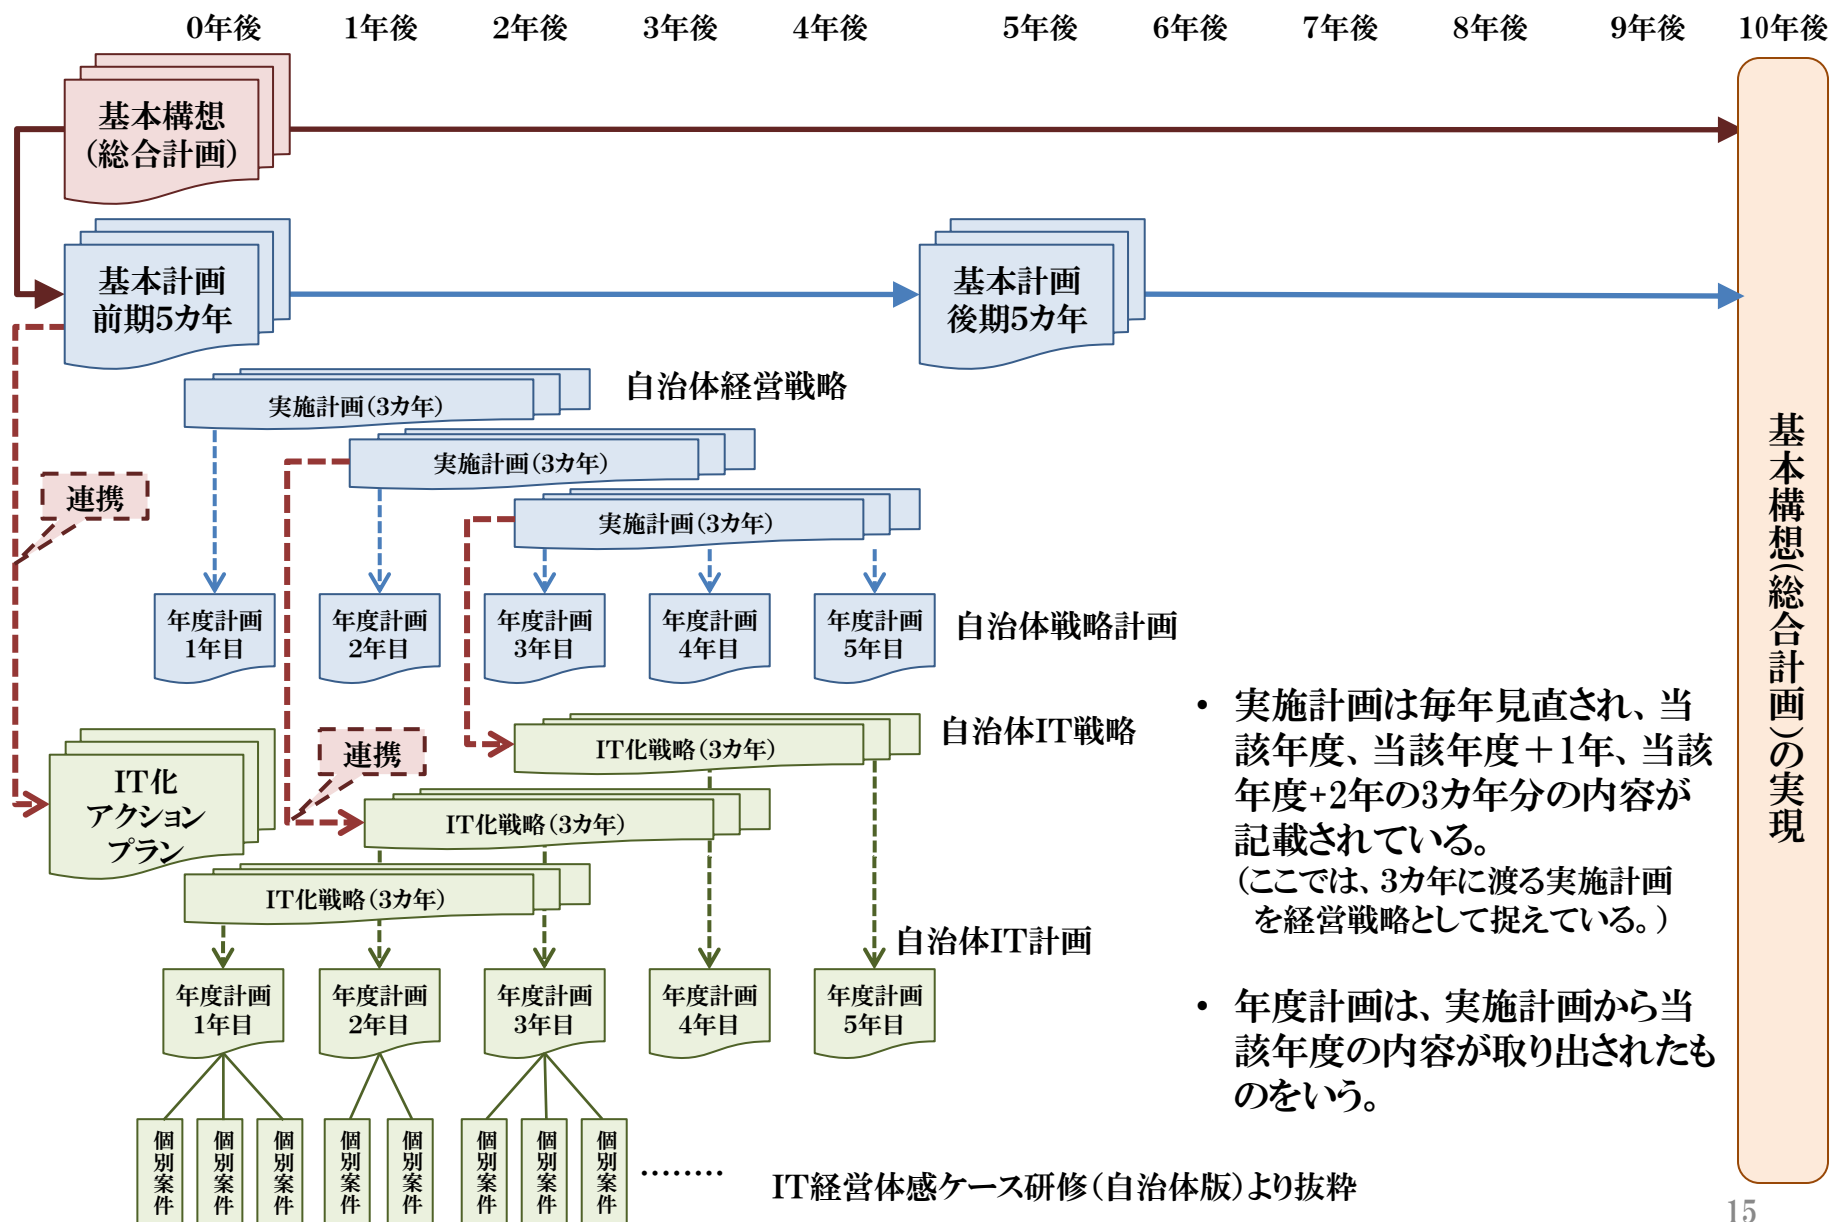 0年後 1年後 2年後 3年後 4年後 5年後 6年後 7年後 8年後 9年後 10年後
基本構想
(総合計画)
基本計画
前期5カ年
基本計画
後期5カ年
自治体経営戦略
実施計画(3カ年)
実施計画(3カ年)
実施計画(3カ年)
連携
年度計画
1年目
年度計画
2年目
年度計画
3年目
年度計画
4年目
年度計画
5年目
自治体戦略計画
自治体IT戦略
IT化戦略(3カ年)
連携
IT化
アクション
プラン
IT化戦略(3カ年)
IT化戦略(3カ年)
自治体IT計画
年度計画
1年目
年度計画
2年目
年度計画
3年目
年度計画
4年目
年度計画
5年目
個別案件
個別案件
個別案件
個別案件
個別案件
個別案件
個別案件
個別案件
………
• 実施計画は毎年見直され、当
該年度、当該年度+1年、当該
年度+2年の3カ年分の内容が
記載されている。
(ここでは、3カ年に渡る実施計画
を経営戦略として捉えている。)
• 年度計画は、実施計画から当
該年度の内容が取り出されたも
のをいう。
基本構想(総合計画)の実現
IT経営体感ケース研修(自治体版)より抜粋
15